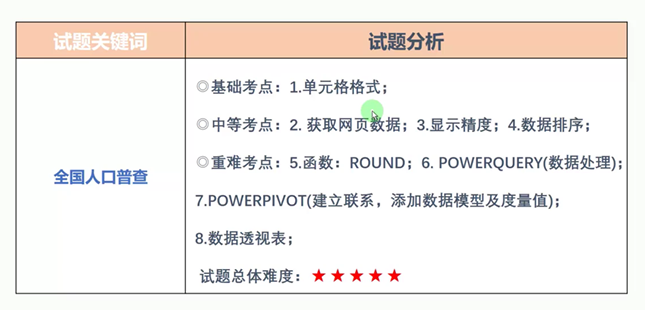 试题关键词
试题分析
全国人口普查
◎基础考点：1.单元格格式；
◎中等考点：2. 获取网页数据；3.显示精度；4.数据排序；
◎重难考点：5.函数：ROUND；6. POWERQUERY(数据处理)；
7.POWERPIVOT(建立联系，添加数据模型及度量值)；
8.数据透视表；
试题总体难度：★★★★★